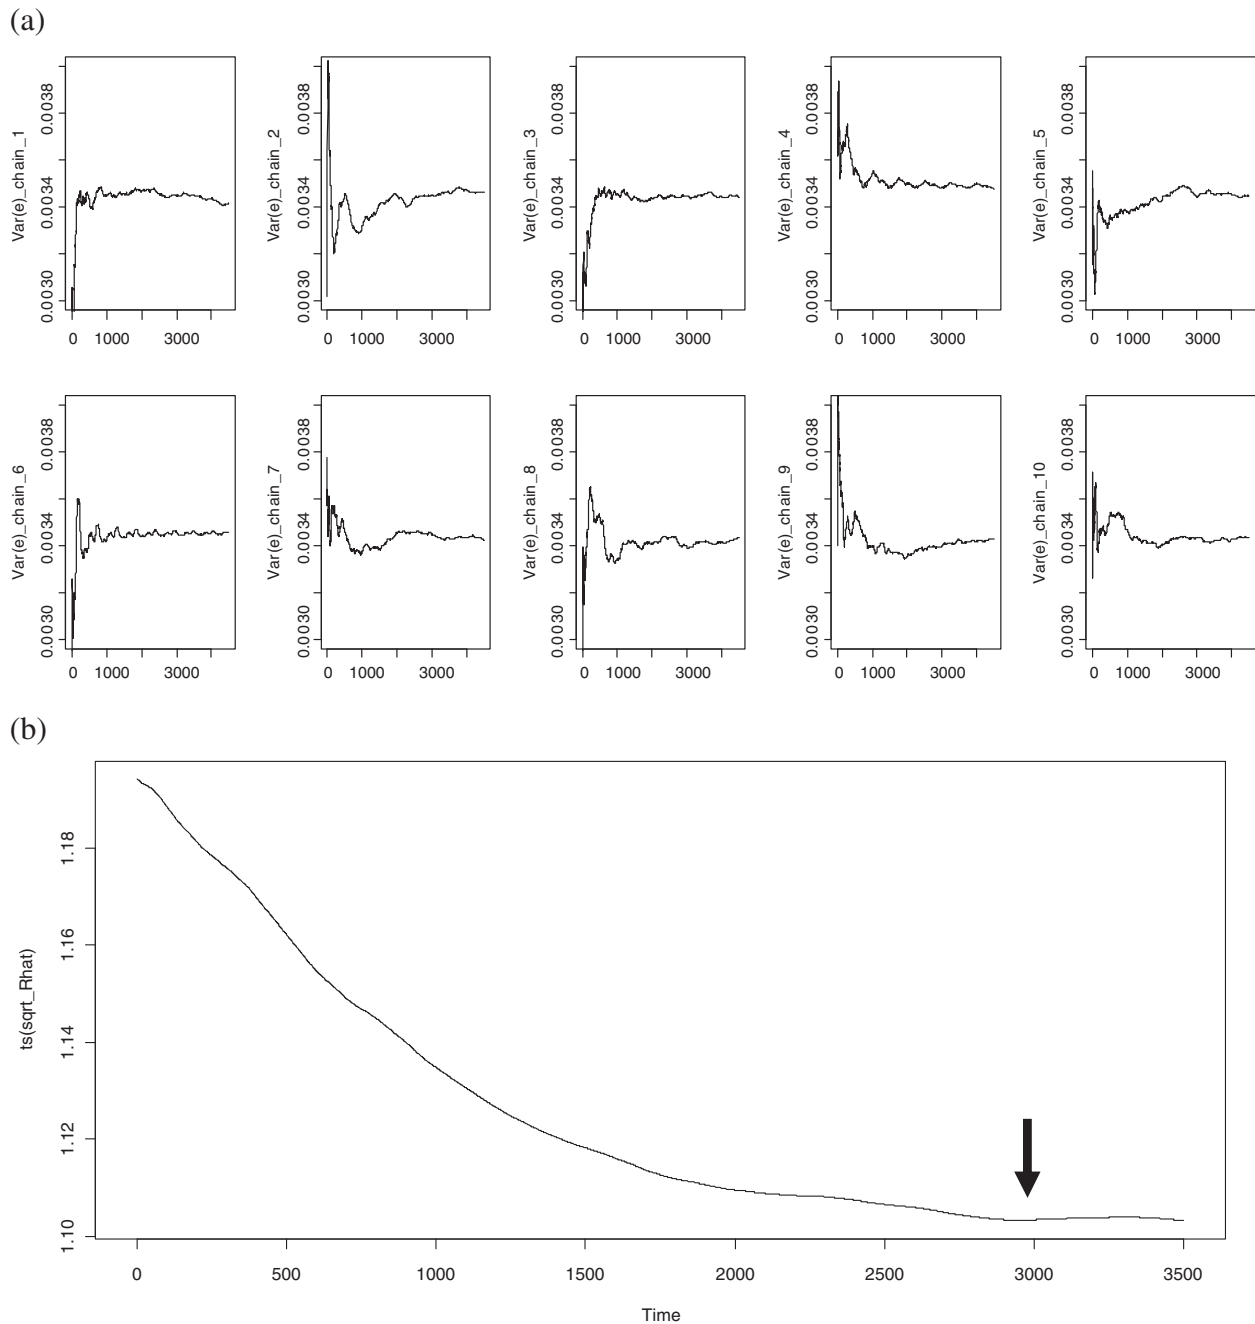 (a)
Var(e)_chain_1
0.0030 0.0034 0.0038
0 1000 3000
Var(e)_chain_2
0.0030 0.0034 0.0038
0 1000 3000
Var(e)_chain_3
0.0030 0.0034 0.0038
0 1000 3000
Var(e)_chain_4
0.0030 0.0034 0.0038
0 1000 3000
Var(e)_chain_5
0.0030 0.0034 0.0038
0 1000 3000
Var(e)_chain_6
0.0030 0.0034 0.0038
0 1000 3000
Var(e)_chain_7
0.0030 0.0034 0.0038
0 1000 3000
Var(e)_chain_8
0.0030 0.0034 0.0038
0 1000 3000
Var(e)_chain_9
0.0030 0.0034 0.0038
0 1000 3000
Var(e)_chain_10
0.0030 0.0034 0.0038
0 1000 3000
(b)
ts(sqrt_Rhat)
1.10 1.12 1.14 1.16 1.18
0 500 1000 1500 2000 2500 3000 3500
Time